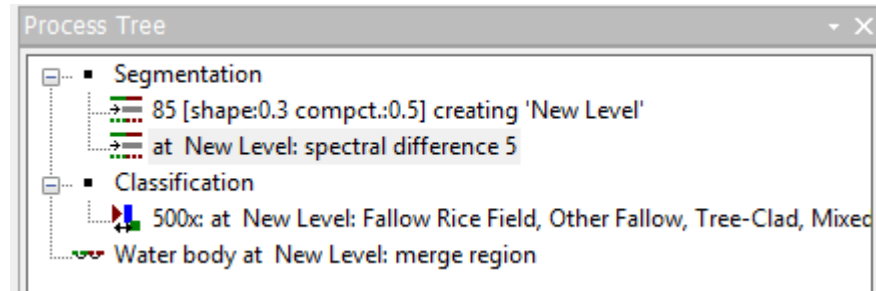 Process Tree
Segmentation
85 [shape:0.3 compct.:0.5] creating 'New Level'
at New Level: spectral difference 5
Classification
500x: at New Level: Fallow Rice Field, Other Fallow, Tree-Clad, Mixed
Water body at New Level: merge region